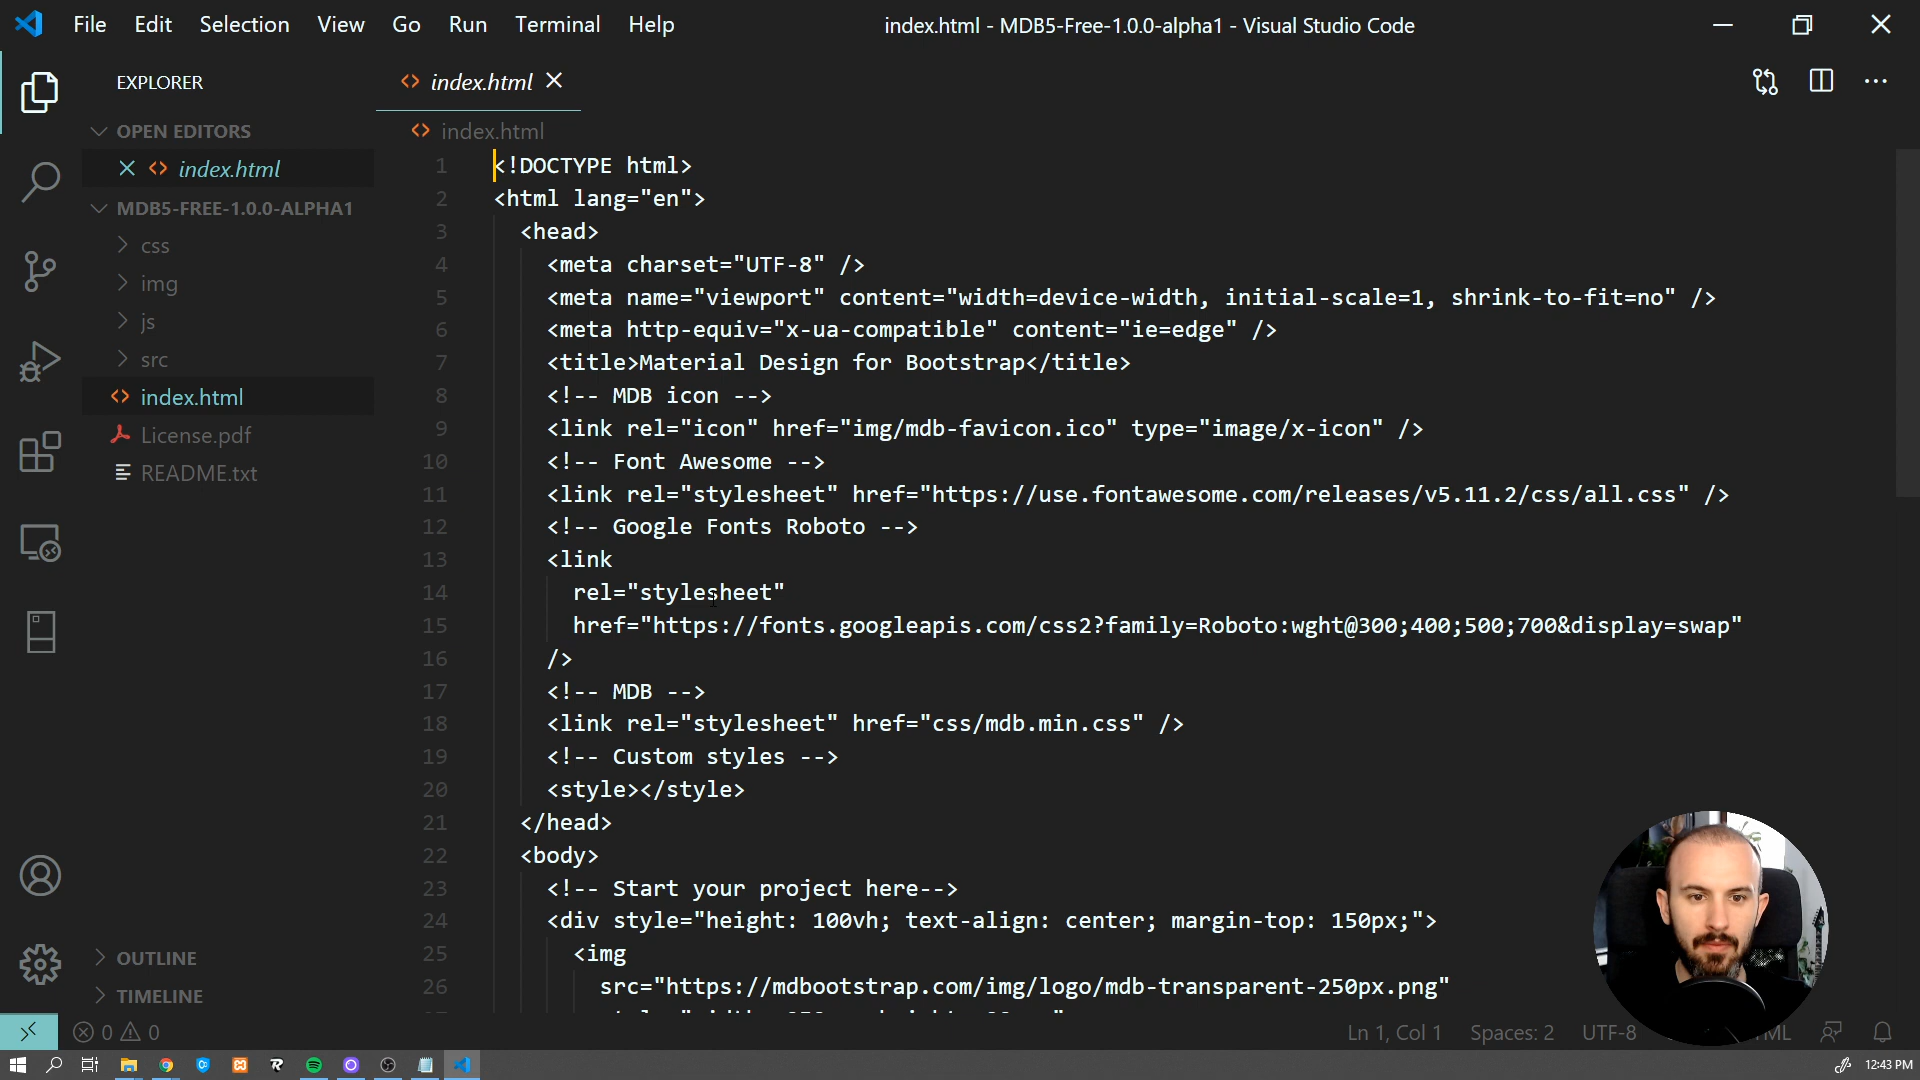 File Edit Selection View Go Run Terminal Help
index.html - MDB5-Free-1.0.0-alpha1 - Visual Studio Code
EXPLORER
OPEN EDITORS
index.html
MDB5-FREE-1.0.0-ALPHA1
css
img
js
src
index.html
License.pdf
README.txt
OUTLINE
TIMELINE
index.html
index.html
1 <!DOCTYPE html>
2 <html lang="en">
3 <head>
4 <meta charset="UTF-8" />
5 <meta name="viewport" content="width=device-width, initial-scale=1, shrink-to-fit=no" />
6 <meta http-equiv="x-ua-compatible" content="ie=edge" />
7 <title>Material Design for Bootstrap</title>
8 <!-- MDB icon -->
9 <link rel="icon" href="img/mdb-favicon.ico" type="image/x-icon" />
10 <!-- Font Awesome -->
11 <link rel="stylesheet" href="https://use.fontawesome.com/releases/v5.11.2/css/all.css" />
12 <!-- Google Fonts Roboto -->
13 <link
14 rel="stylesheet"
15 href="https://fonts.googleapis.com/css2?family=Roboto:wght@300;400;500;700&display=swap"
16 />
17 <!-- MDB -->
18 <link rel="stylesheet" href="css/mdb.min.css" />
19 <!-- Custom styles -->
20 <style></style>
21 </head>
22 <body>
23 <!-- Start your project here-->
24 <div style="height: 100vh; text-align: center; margin-top: 150px;">
25 <img
26 src="https://mdbootstrap.com/img/logo/mdb-transparent-250px.png"
0 0
Ln 1, Col 1 Spaces: 2 UTF-8
12:43 PM